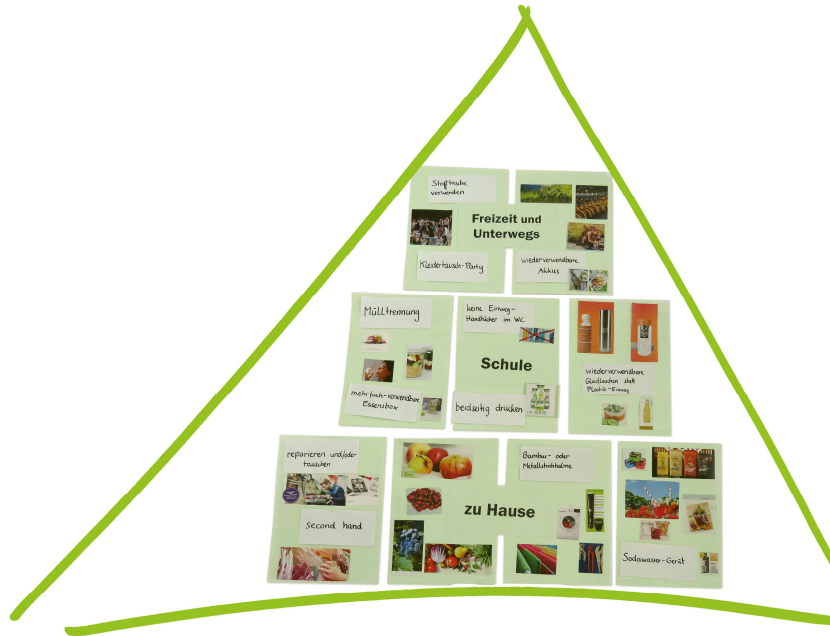 Stofftasche
verwenden
Freizeit und
Unterwegs
Kleidertausch-Party
wiederverwendbare
Akkus
Mülltrennung
mehrfach-verwendbare
Essensbox
keine Einweg-
Handtücher im WC
Schule
beidseitig drucken
wiederverwendbare
Glasflaschen statt
Plastik-Einweg
reparieren und/oder
tauschen
second hand
zu Hause
Bambus- oder
Metallstrohhalme
Sodawasser-Gerät